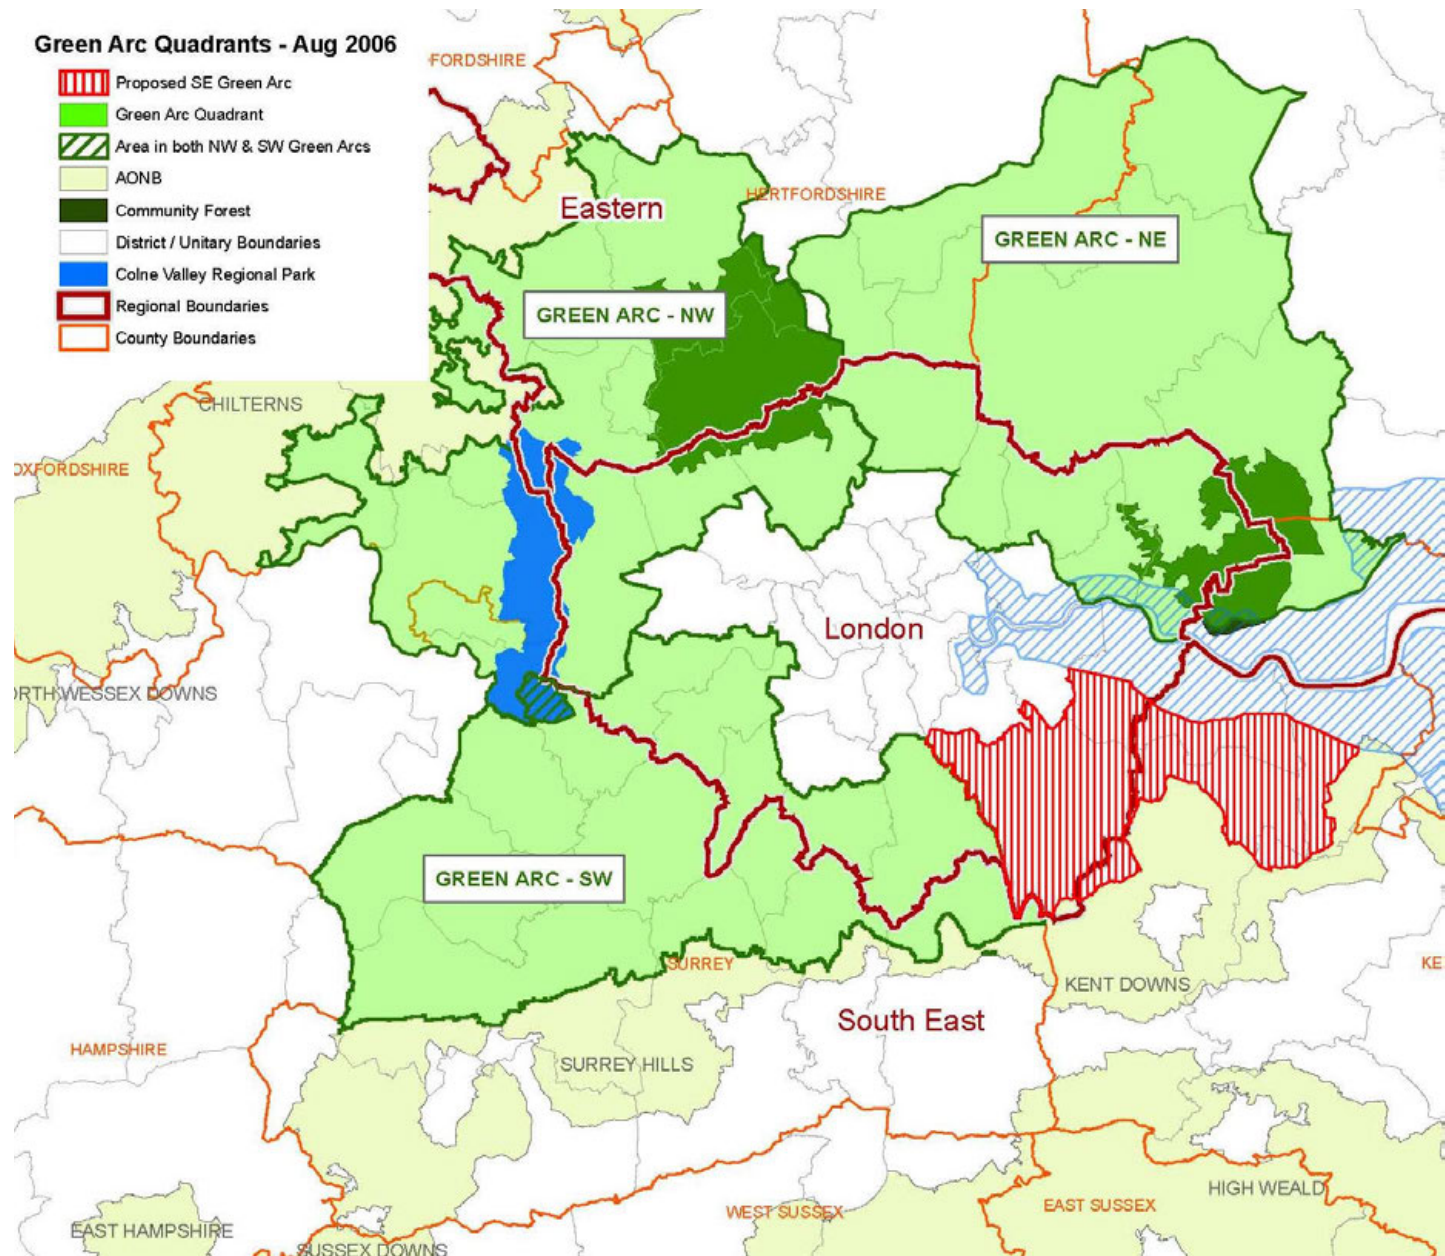 Green Arc Quadrants - Aug 2006
Proposed SE Green Arc
Green Arc Quadrant
Area in both NW & SW Green Arcs
AONB
Community Forest
District / Unitary Boundaries
Colne Valley Regional Park
Regional Boundaries
County Boundaries
FORDSHIRE
HERTFORDSHIRE
Eastern
GREEN ARC - NE
GREEN ARC - NW
CHILTERNS
OXFORDSHIRE
London
ORTH WESSEX DOWNS
GREEN ARC - SW
SURREY
KE
KENT DOWNS
South East
HAMPSHIRE
SURREY HILLS
HIGH WEALD
EAST SUSSEX
WEST SUSSEX
EAST HAMPSHIRE
SUSSEX DOWNS